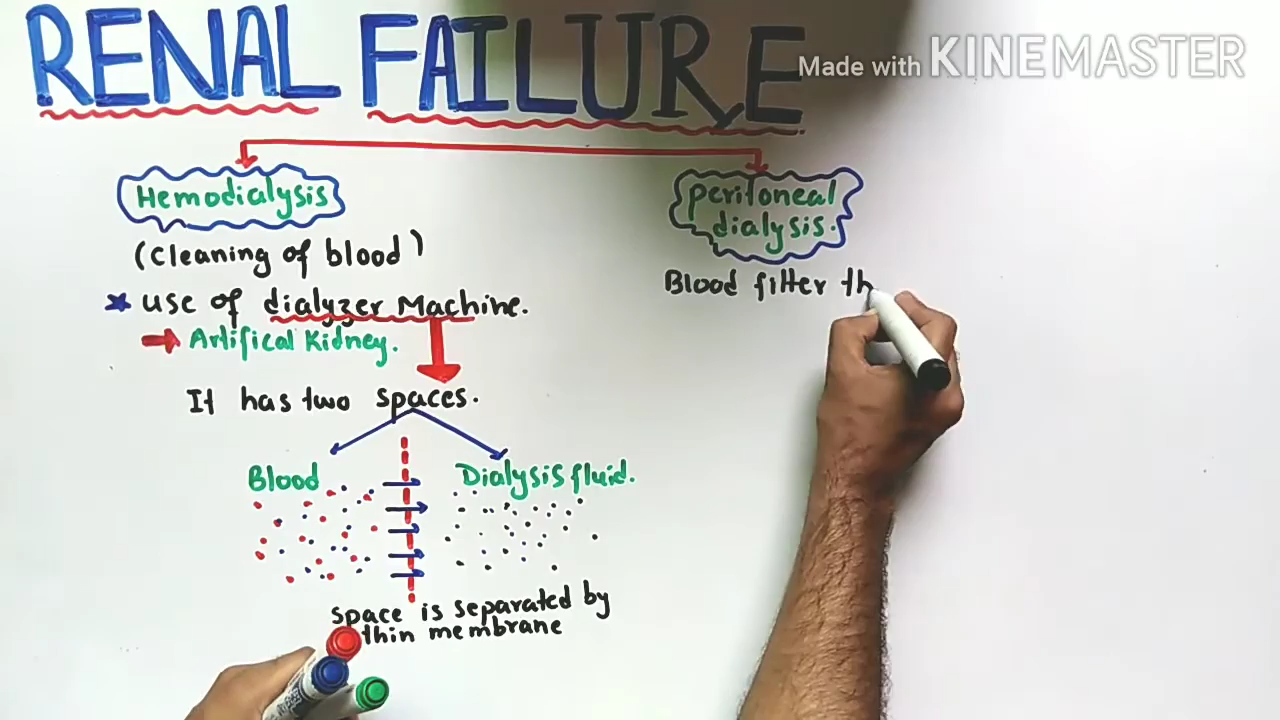 RENAL FAILURE
Made with KINEMASTER
Hemodialysis
(cleaning of blood)
use of dialyzer Machine.
Artifical Kidney.
It has two spaces.
Blood
Dialysis fluid.
space is separated by
thin membrane
peritoneal
dialysis.
Blood filter th